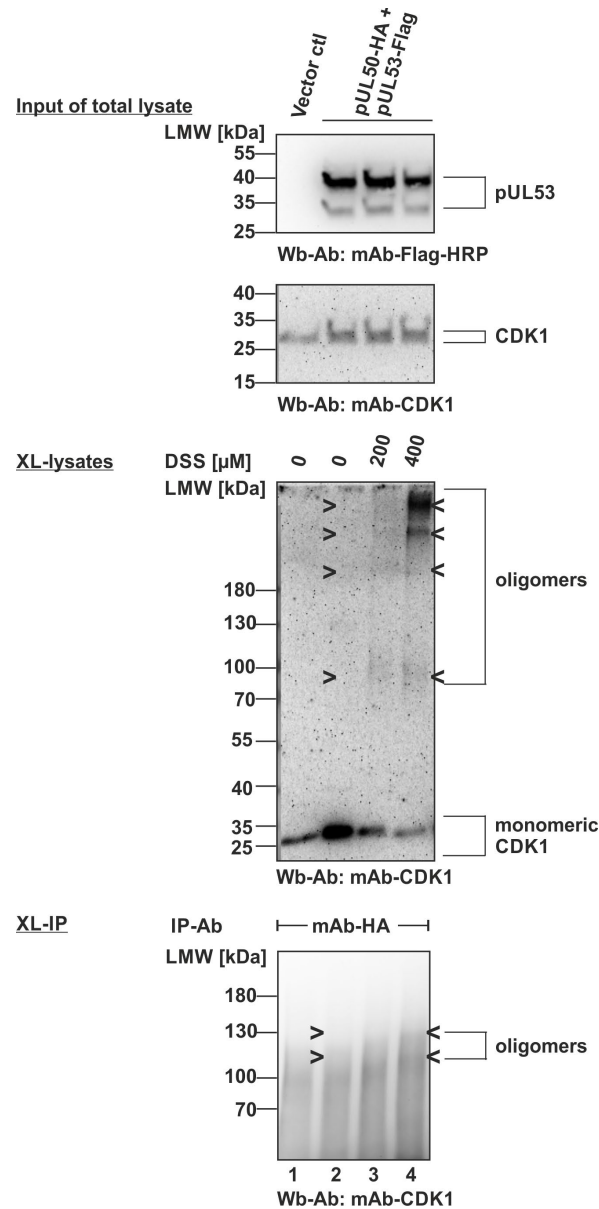 Vector ctl
pUL50-HA +
pUL53-Flag
Input of total lysate
LMW [kDa]
55
40
35
25
pUL53
Wb-Ab: mAb-Flag-HRP
40
35
25
15
CDK1
Wb-Ab: mAb-CDK1
XL-lysates DSS [µM] 0 0 200 400
LMW [kDa]
> <
> <
> <
oligomers
180
130
100
> <
70
55
40
35
25
monomeric
CDK1
Wb-Ab: mAb-CDK1
XL-IP IP-Ab mAb-HA
LMW [kDa]
180
130 > <
oligomers
> <
100
70
1 2 3 4
Wb-Ab: mAb-CDK1